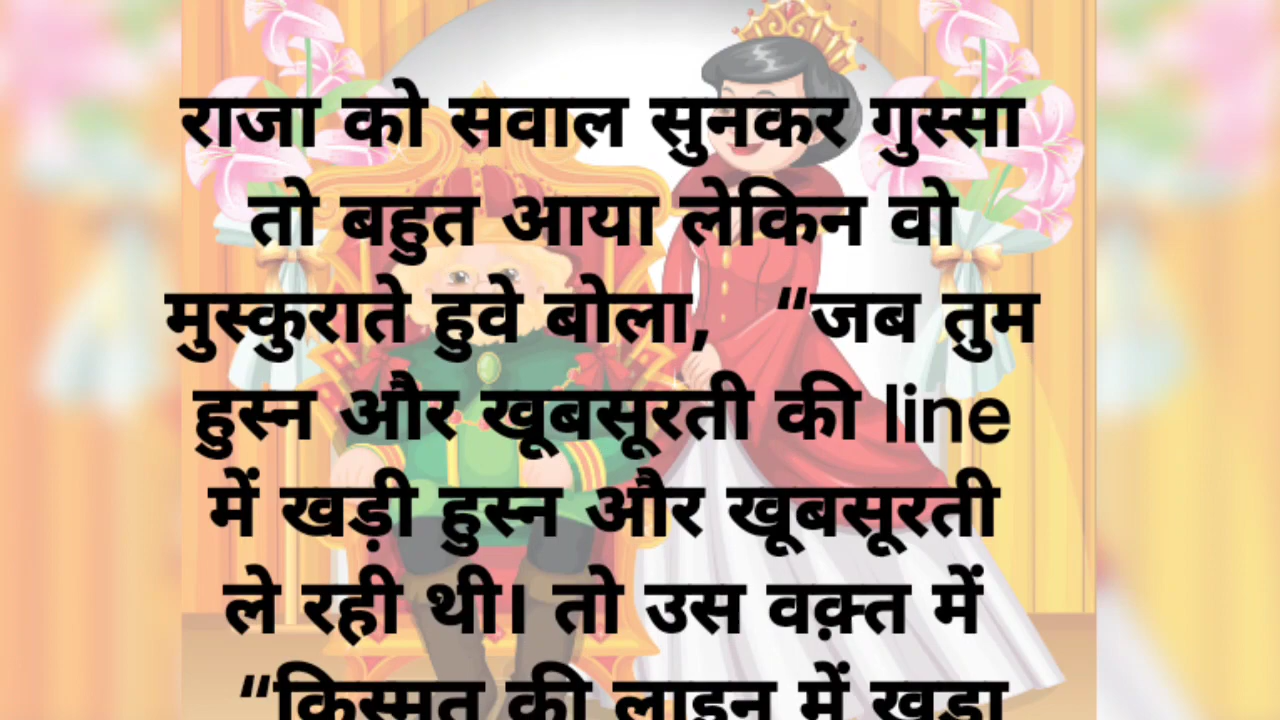 राजा को सवाल सुनकर गुस्सा
तो बहुत आया लेकिन वो
मुस्कुराते हुवे बोला, “जब तुम
हुस्न और खूबसूरती की line
में खड़ी हुस्न और खूबसूरती
ले रही थी। तो उस वक़्त में
“किस्मत की लाइन में खड़ा